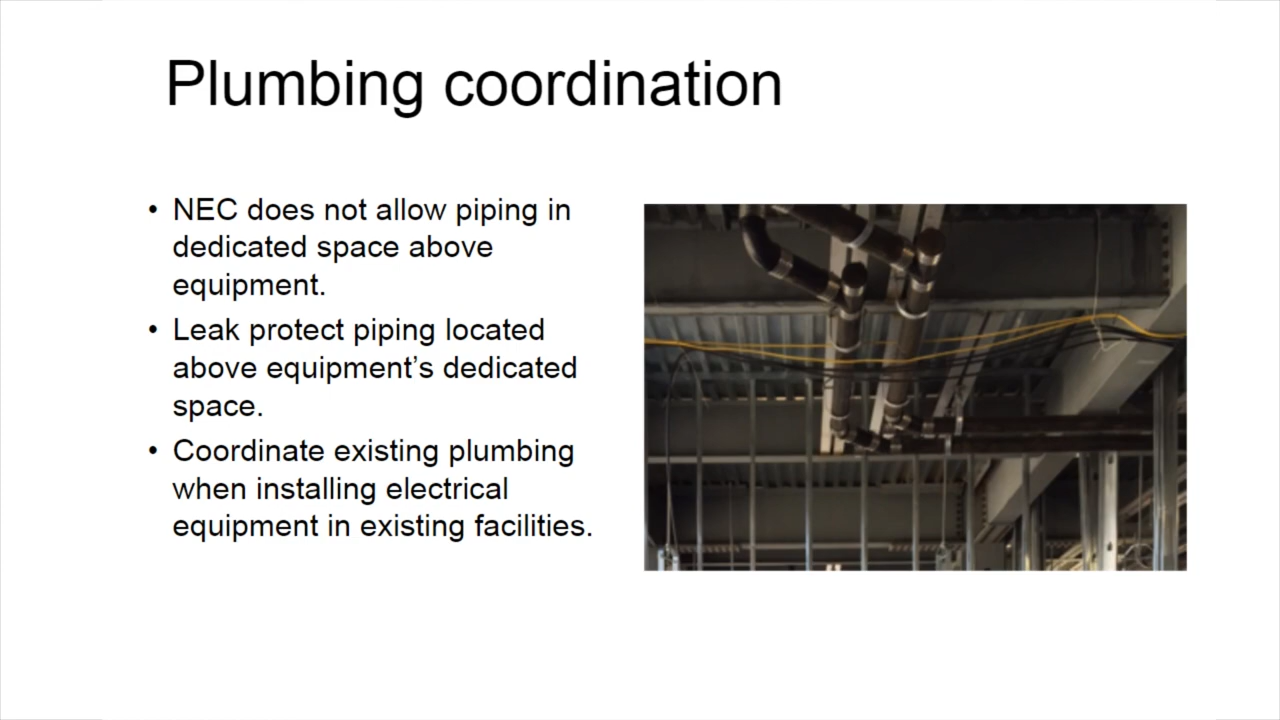 Plumbing coordination
• NEC does not allow piping in
dedicated space above
equipment.
• Leak protect piping located
above equipment’s dedicated
space.
• Coordinate existing plumbing
when installing electrical
equipment in existing facilities.